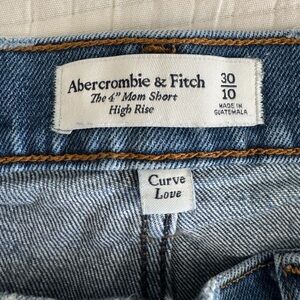 Abercrombie & Fitch
The 4" Mom Short
High Rise
30
10
MADE IN
GUATEMALA
Curve
Love